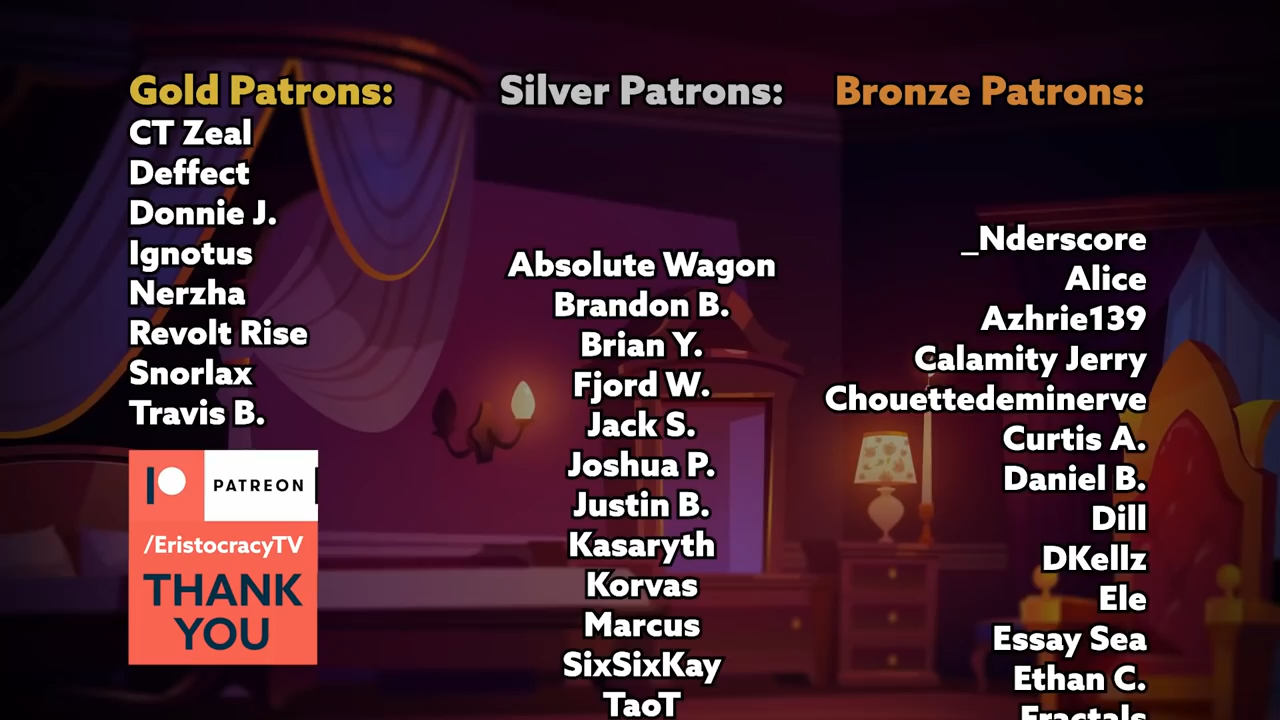 Gold Patrons:
CT Zeal
Deffect
Donnie J.
Ignotus
Nerzha
Revolt Rise
Snorlax
Travis B.
PATREON
/EristocracyTV
THANK
YOU
Silver Patrons:
Absolute Wagon
Brandon B.
Brian Y.
Fjord W.
Jack S.
Joshua P.
Justin B.
Kasaryth
Korvas
Marcus
SixSixKay
TaoT
Bronze Patrons:
_Nderscore
Alice
Azhrie139
Calamity Jerry
Chouettedeminerve
Curtis A.
Daniel B.
Dill
DKellz
Ele
Essay Sea
Ethan C.
Fractals